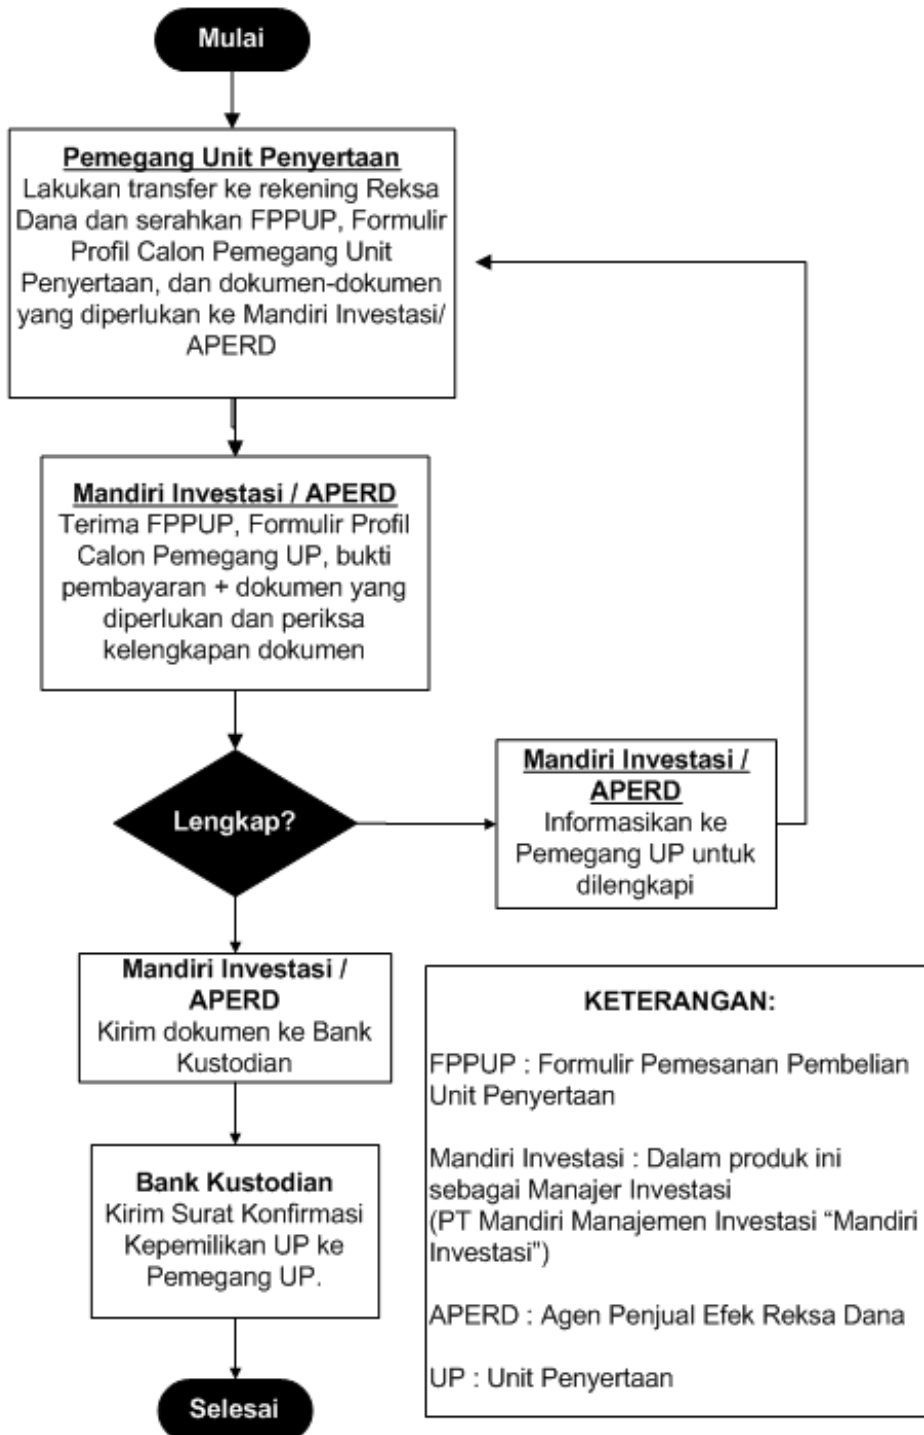 Mulai
Pemegang Unit Penyertaan
Lakukan transfer ke rekening Reksa
Dana dan serahkan FPPUP, Formulir
Profil Calon Pemegang Unit
Penyertaan, dan dokumen-dokumen
yang diperlukan ke Mandiri Investasi/
APERD
Mandiri Investasi / APERD
Terima FPPUP, Formulir Profil
Calon Pemegang UP, bukti
pembayaran + dokumen yang
diperlukan dan periksa
kelengkapan dokumen
Lengkap?
Mandiri Investasi /
APERD
Informasikan ke
Pemegang UP untuk
dilengkapi
Mandiri Investasi /
APERD
Kirim dokumen ke Bank
Kustodian
Bank Kustodian
Kirim Surat Konfirmasi
Kepemilikan UP ke
Pemegang UP.
Selesai
KETERANGAN:
FPPUP : Formulir Pemesanan Pembelian
Unit Penyertaan
Mandiri Investasi : Dalam produk ini
sebagai Manajer Investasi
(PT Mandiri Manajemen Investasi “Mandiri
Investasi”)
APERD : Agen Penjual Efek Reksa Dana
UP : Unit Penyertaan